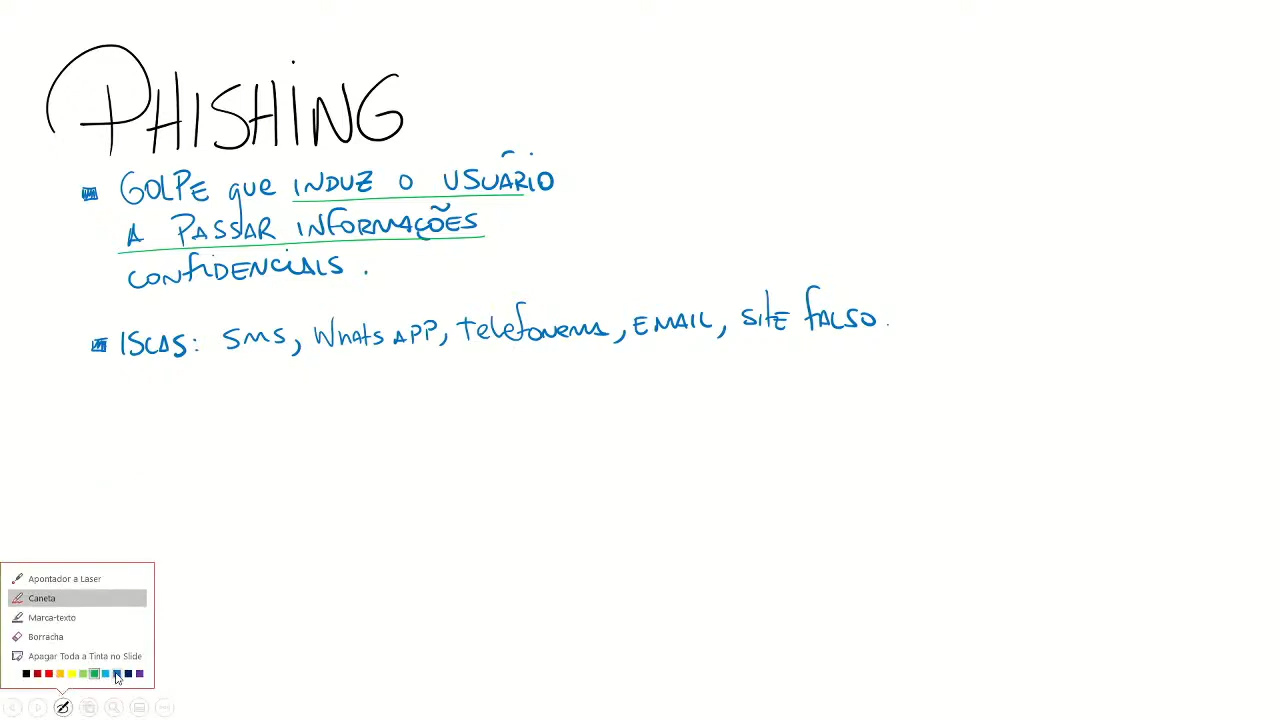 PHISHING
GOLPE que INDUZ O USUÁRIO
A PASSAR INFORMAÇÕES
CONFIDENCIAIS.
ISCAS: SMS, WHATSAPP, TELEFONEMA, EMAIL, SITE FALSO.
Apontador a Laser
Caneta
Marca-texto
Borracha
Apagar Toda a Tinta no Slide